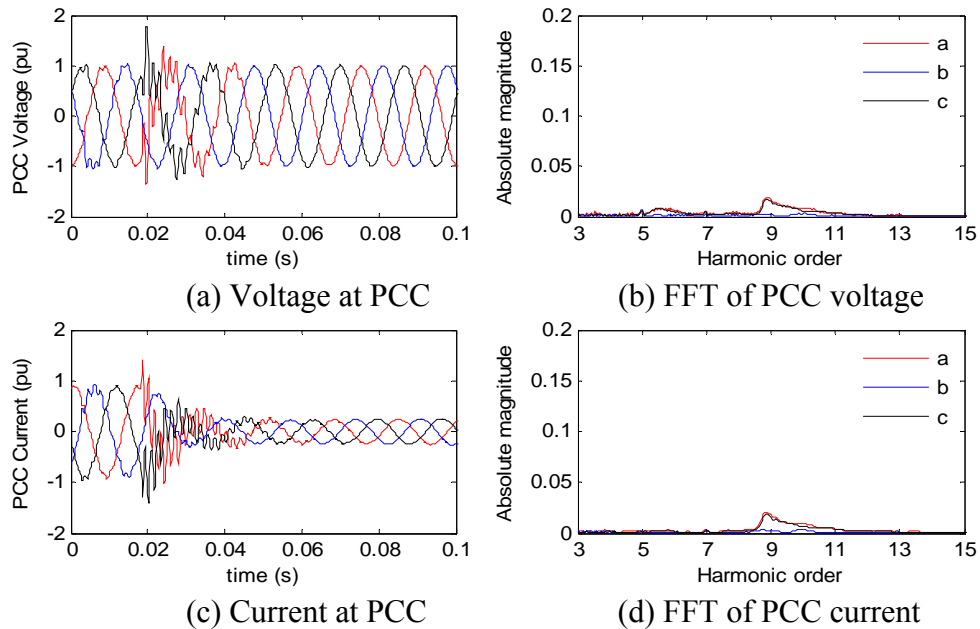 2
1
0
-1
-2
PCC Voltage (pu)
0 0.02 0.04 0.06 0.08 0.1
time (s)
(a) Voltage at PCC
0.2
0.15
0.1
0.05
0
Absolute magnitude
a
b
c
3 5 7 9 11 13 15
Harmonic order
(b) FFT of PCC voltage
2
1
0
-1
-2
PCC Current (pu)
0 0.02 0.04 0.06 0.08 0.1
time (s)
(c) Current at PCC
0.2
0.15
0.1
0.05
0
Absolute magnitude
a
b
c
3 5 7 9 11 13 15
Harmonic order
(d) FFT of PCC current